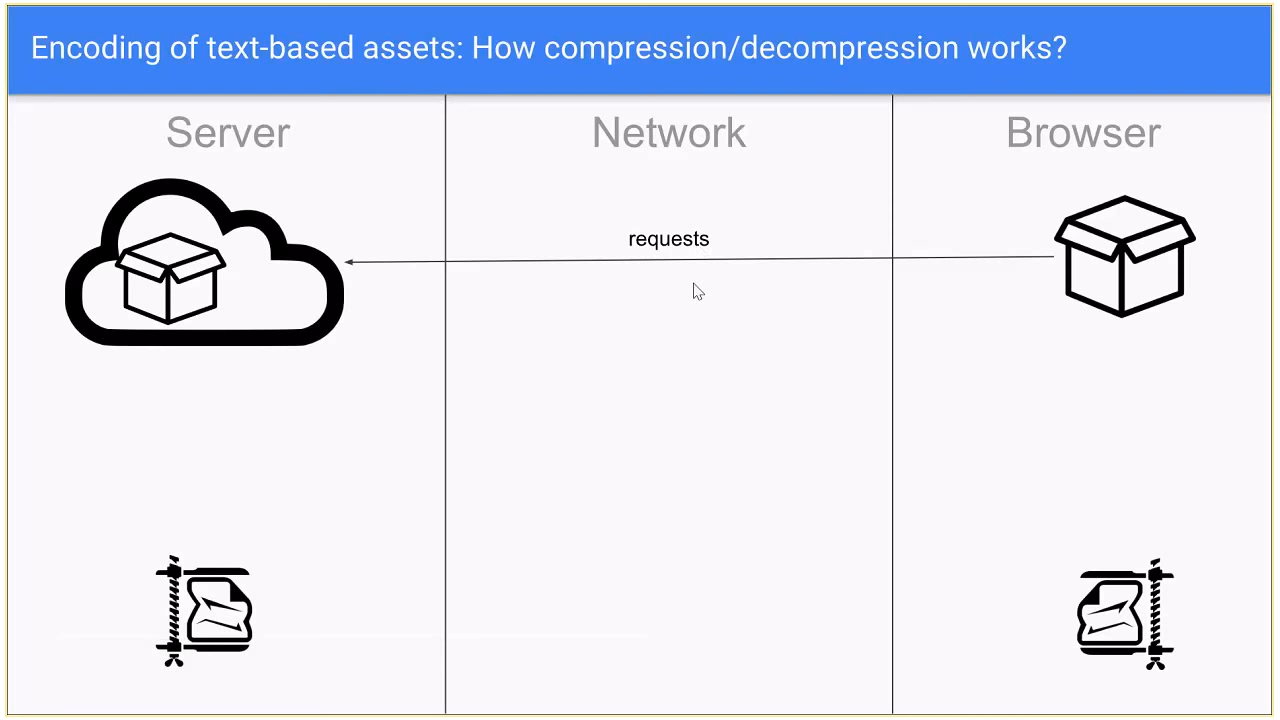 Encoding of text-based assets: How compression/decompression works?
Server
Network
Browser
requests